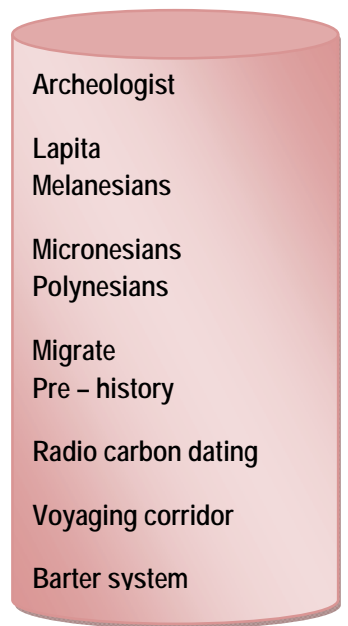 Archeologist
Lapita
Melanesians
Micronesians
Polynesians
Migrate
Pre – history
Radio carbon dating
Voyaging corridor
Barter system